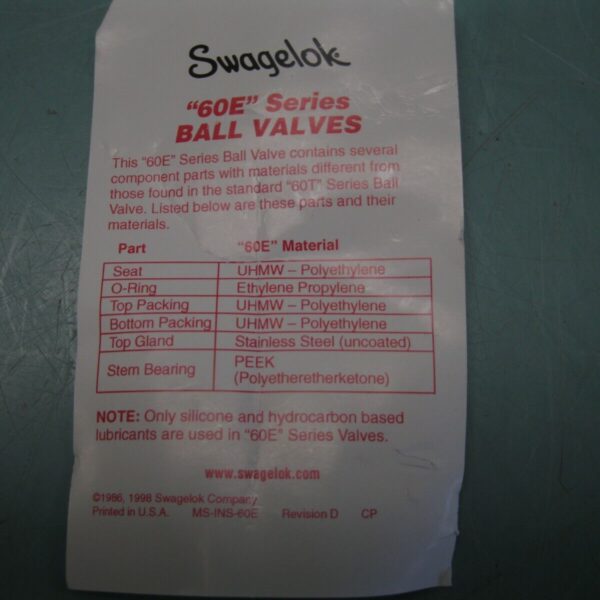 Swagelok
"60E" Series
BALL VALVES
This "60E" Series Ball Valve contains several
component parts with materials different from
those found in the standard "60T" Series Ball
Valve. Listed below are these parts and their
materials.
Part "60E" Material
Seat UHMW – Polyethylene
O-Ring Ethylene Propylene
Top Packing UHMW – Polyethylene
Bottom Packing UHMW – Polyethylene
Top Gland Stainless Steel (uncoated)
Stem Bearing PEEK
(Polyetheretherketone)
NOTE: Only silicone and hydrocarbon based
lubricants are used in "60E" Series Valves.
www.swagelok.com
©1986, 1998 Swagelok Company
Printed in U.S.A. MS-INS-60E Revision D CP